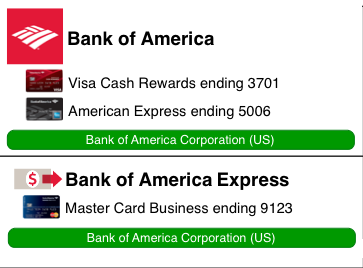 Bank of America
Visa Cash Rewards ending 3701
American Express ending 5006
Bank of America Corporation (US)
$ Bank of America Express
Master Card Business ending 9123
Bank of America Corporation (US)